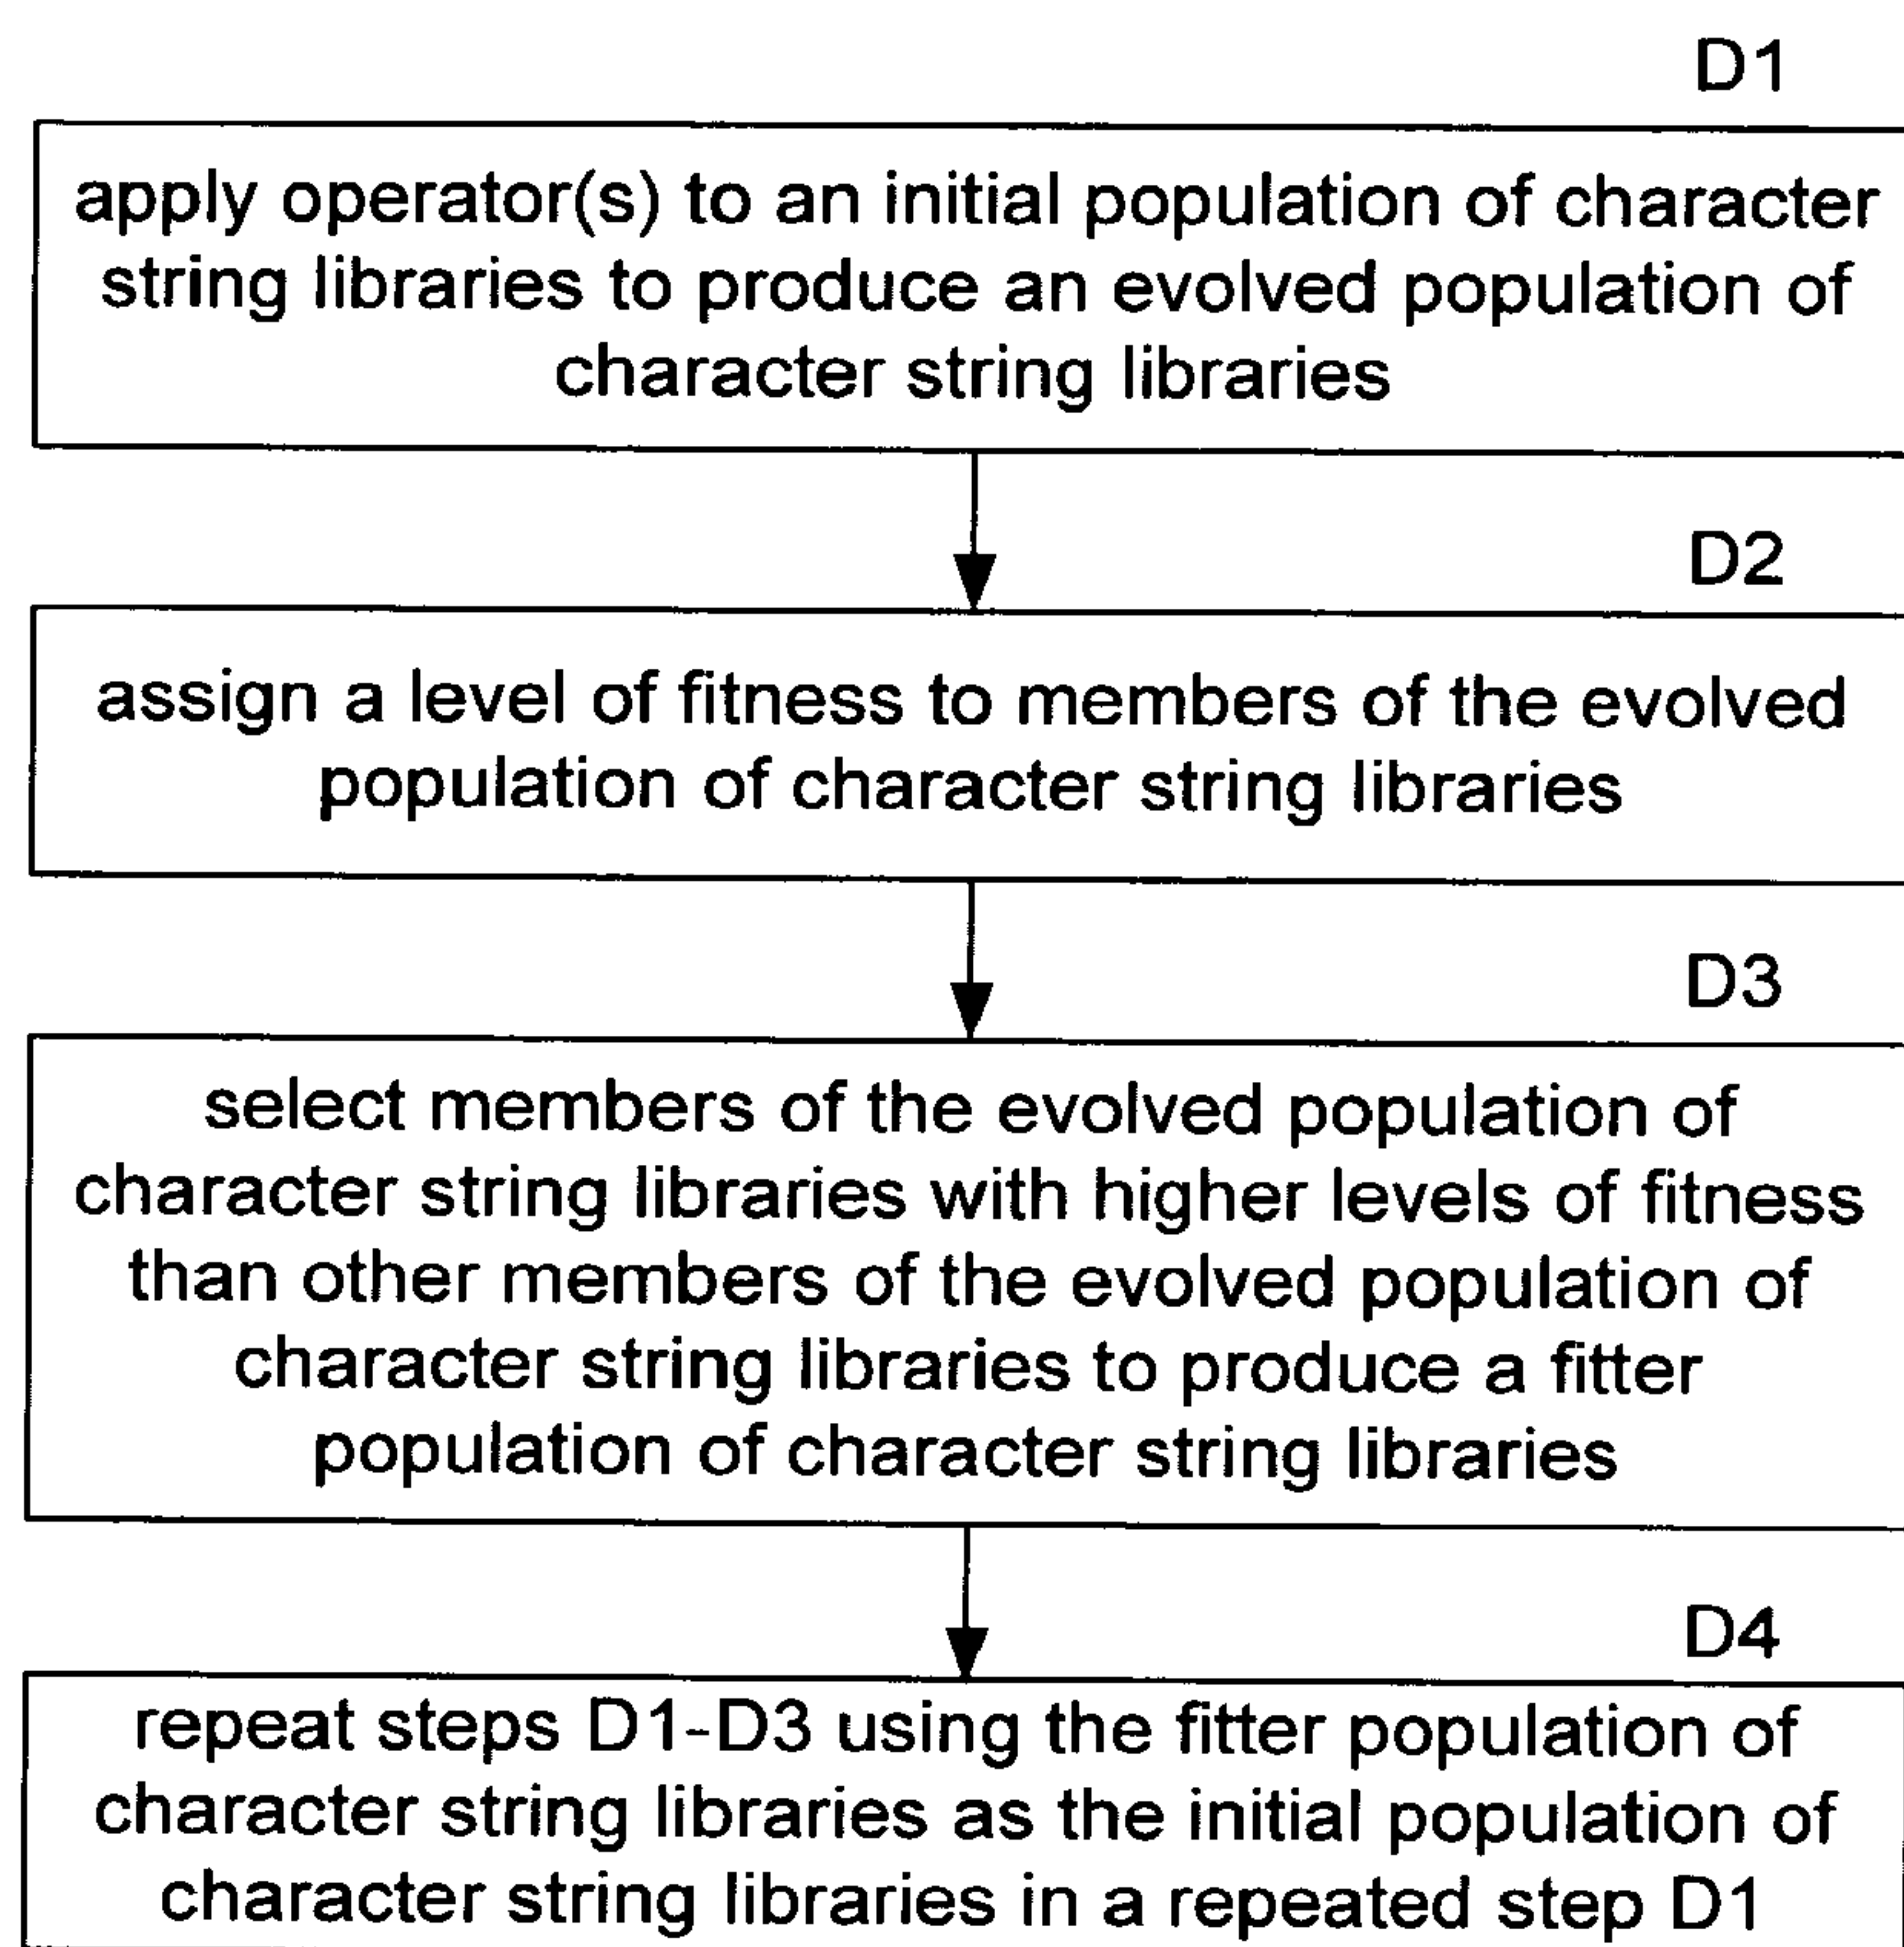 D1
apply operator(s) to an initial population of character
string libraries to produce an evolved population of
character string libraries
D2
assign a level of fitness to members of the evolved
population of character string libraries
D3
select members of the evolved population of
character string libraries with higher levels of fitness
than other members of the evolved population of
character string libraries to produce a fitter
population of character string libraries
D4
repeat steps D1-D3 using the fitter population of
character string libraries as the initial population of
character string libraries in a repeated step D1